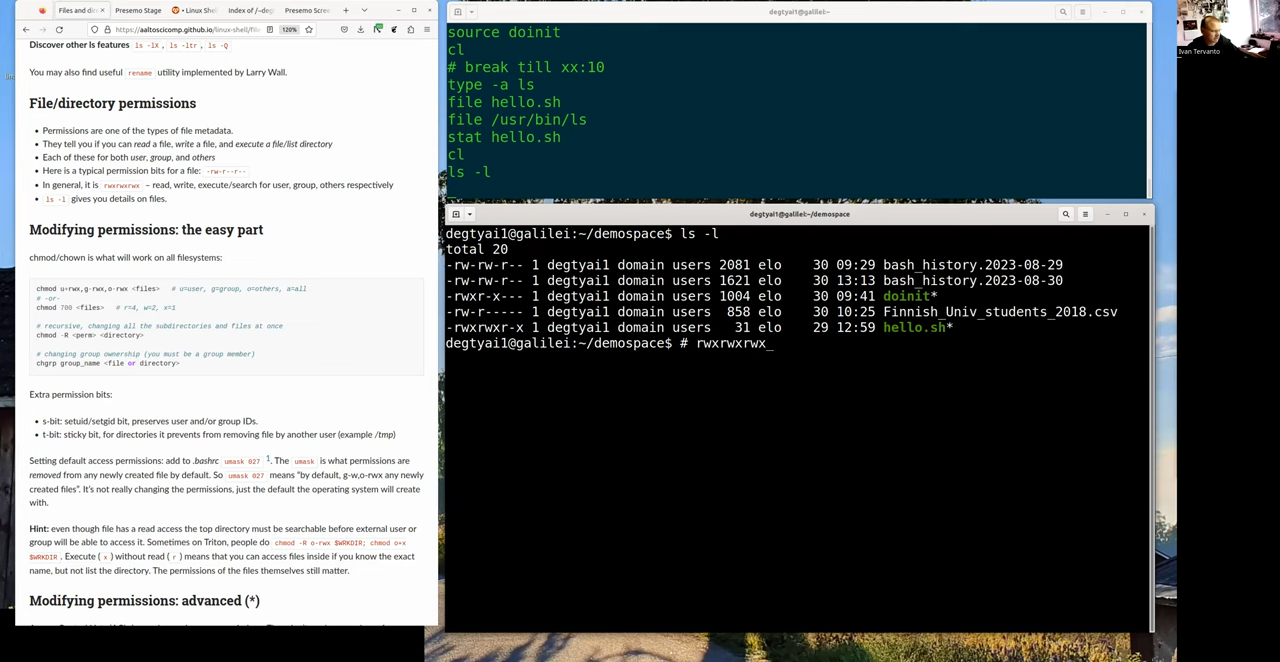 Files and dir
Presemo Stage
• Linux Shel
Index of /~deg
Presemo Scre
https://aaltoscicomp.github.io/linux-shell/file
120%
Discover other ls features ls -lX, ls -ltr, ls -Q
You may also find useful rename utility implemented by Larry Wall.
File/directory permissions
• Permissions are one of the types of file metadata.
• They tell you if you can read a file, write a file, and execute a file/list directory
• Each of these for both user, group, and others
• Here is a typical permission bits for a file: -rw-r--r--
• In general, it is rwxrwxrwx – read, write, execute/search for user, group, others respectively
• ls -l gives you details on files.
Modifying permissions: the easy part
chmod/chown is what will work on all filesystems:
chmod u+rwx,g-rwx,o-rwx <files> # u=user, g=group, o=others, a=all
# -or-
chmod 700 <files> # r=4, w=2, x=1
# recursive, changing all the subdirectories and files at once
chmod -R <perm> <directory>
# changing group ownership (you must be a group member)
chgrp group_name <file or directory>
Extra permission bits:
• s-bit: setuid/setgid bit, preserves user and/or group IDs.
• t-bit: sticky bit, for directories it prevents from removing file by another user (example /tmp)
Setting default access permissions: add to .bashrc umask 027 1. The umask is what permissions are
removed from any newly created file by default. So umask 027 means “by default, g-w,o-rwx any newly
created files”. It’s not really changing the permissions, just the default the operating system will create
with.
Hint: even though file has a read access the top directory must be searchable before external user or
group will be able to access it. Sometimes on Triton, people do chmod -R o-rwx $WRKDIR; chmod o+x
$WRKDIR. Execute (x) without read (r) means that you can access files inside if you know the exact
name, but not list the directory. The permissions of the files themselves still matter.
Modifying permissions: advanced (*)
degtyai1@galilei:~
source doinit
cl
# break till xx:10
type -a ls
file hello.sh
file /usr/bin/ls
stat hello.sh
cl
ls -l
degtyai1@galilei:~/demospace
degtyai1@galilei:~/demospace$ ls -l
total 20
-rw-rw-r-- 1 degtyai1 domain users 2081 elo    30 09:29 bash_history.2023-08-29
-rw-rw-r-- 1 degtyai1 domain users 1621 elo    30 13:13 bash_history.2023-08-30
-rwxr-x--- 1 degtyai1 domain users 1004 elo    30 09:41 doinit*
-rw-r----- 1 degtyai1 domain users  858 elo    30 10:25 Finnish_Univ_students_2018.csv
-rwxrwxr-x 1 degtyai1 domain users   31 elo    29 12:59 hello.sh*
degtyai1@galilei:~/demospace$ # rwxrwxrwx_
Ivan Tervanto